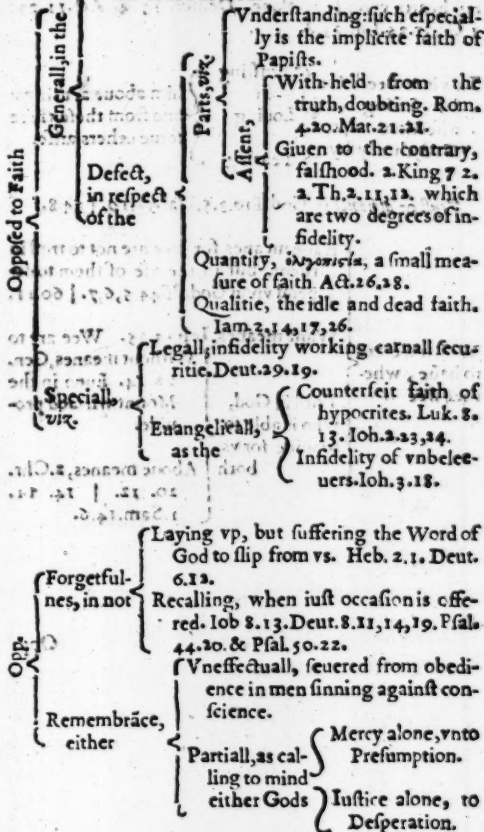 Opposed to Faith
Generall, in the
Defect,
in respect
of the
Parts, viz.
Vnderstanding: ſuch eſpecial-
ly is the implicite faith of
Papiſts.
Aſſent,
With-held from the
truth, doubting. Rom.
4.20. Mat.21.21.
Giuen to the contrary,
falſhood. 2.King 7 2.
2.Th.2.11,12. which
are two degrees of in-
fidelity.
Quantity, a ſmall mea-
ſure of faith. Act.26,28.
Qualitie, the idle and dead faith.
Iam.2,14,17,26.
Speciall,
viz.
Legall, infidelity working carnall ſecu-
ritie. Deut.29.19.
Euangelicall,
as the
Counterfeit faith of
hypocrites. Luk.8.
13. Ioh.2.23,24.
Infidelity of vnbelee-
uers. Ioh.3.18.
Opp.
Forgetful-
nes, in not
Laying vp, but ſuffering the Word of
God to ſlip from vs. Heb.2.1. Deut.
6.12.
Recalling, when iuſt occaſion is offe-
red. Iob 8.13. Deut.8.11,14,19. Pſal.
44.20. & Pſal.50.22.
Remembrãce,
either
Vneffectuall, ſeuered from obedi-
ence in men ſinning againſt con-
ſcience.
Partiall, as cal-
ling to mind
either Gods
Mercy alone, vnto
Preſumption.
Iuſtice alone, to
Deſperation.